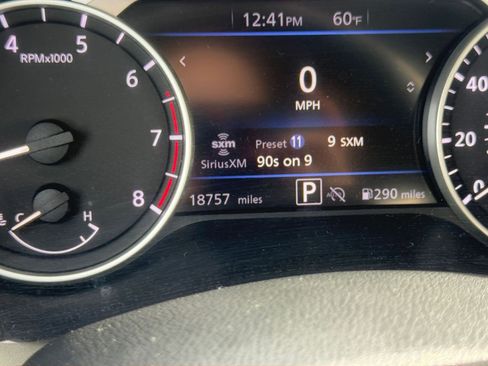 12:41PM 60°F
4 5 6 7 8
RPMx1000
0
MPH
40
20
0
sxm Preset 11 9 SXM
SiriusXM 90s on 9
18757 miles P A 290 miles
C H